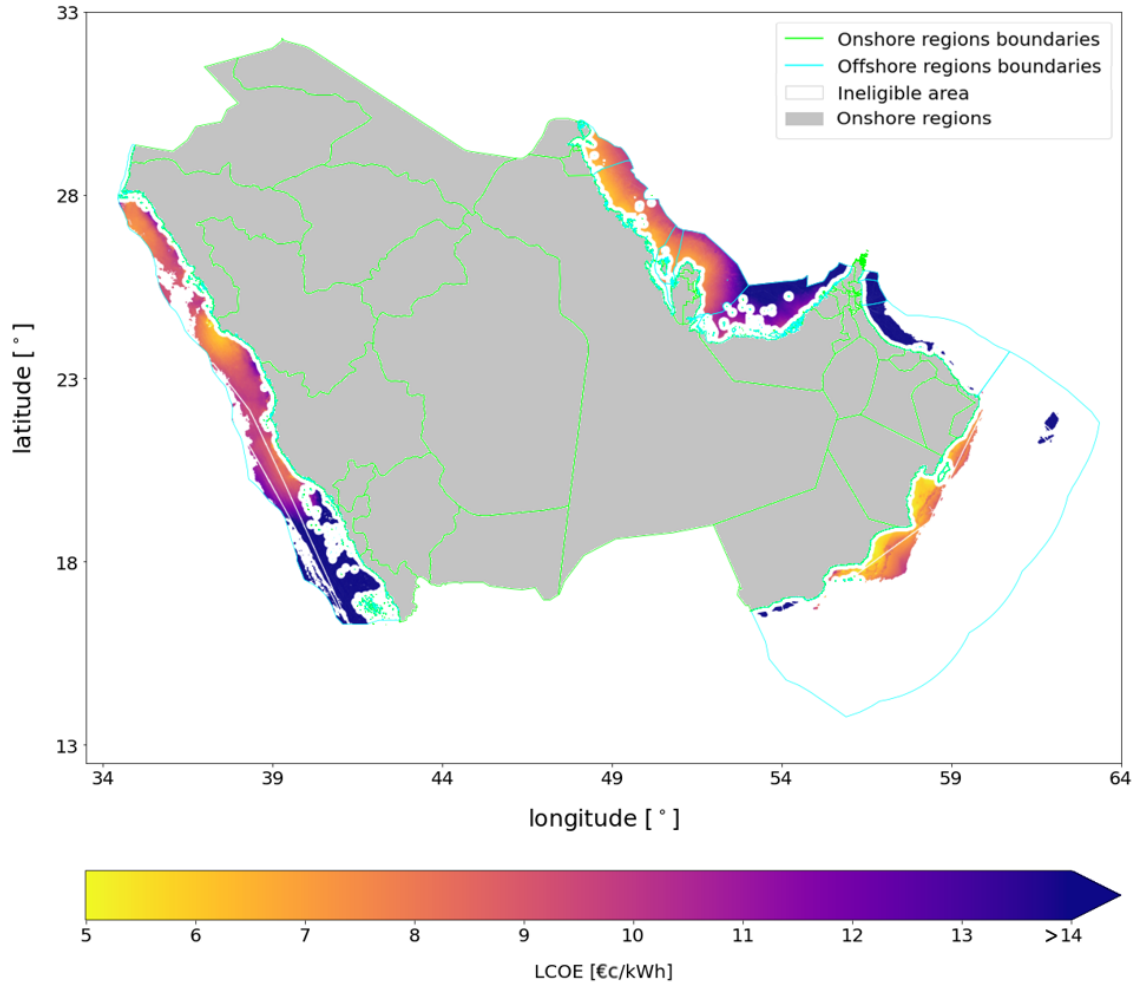 33
28
23
18
13
latitude [°]
Onshore regions boundaries
Offshore regions boundaries
Ineligible area
Onshore regions
34 39 44 49 54 59 64
longitude [°]
5 6 7 8 9 10 11 12 13 >14
LCOE [€c/kWh]